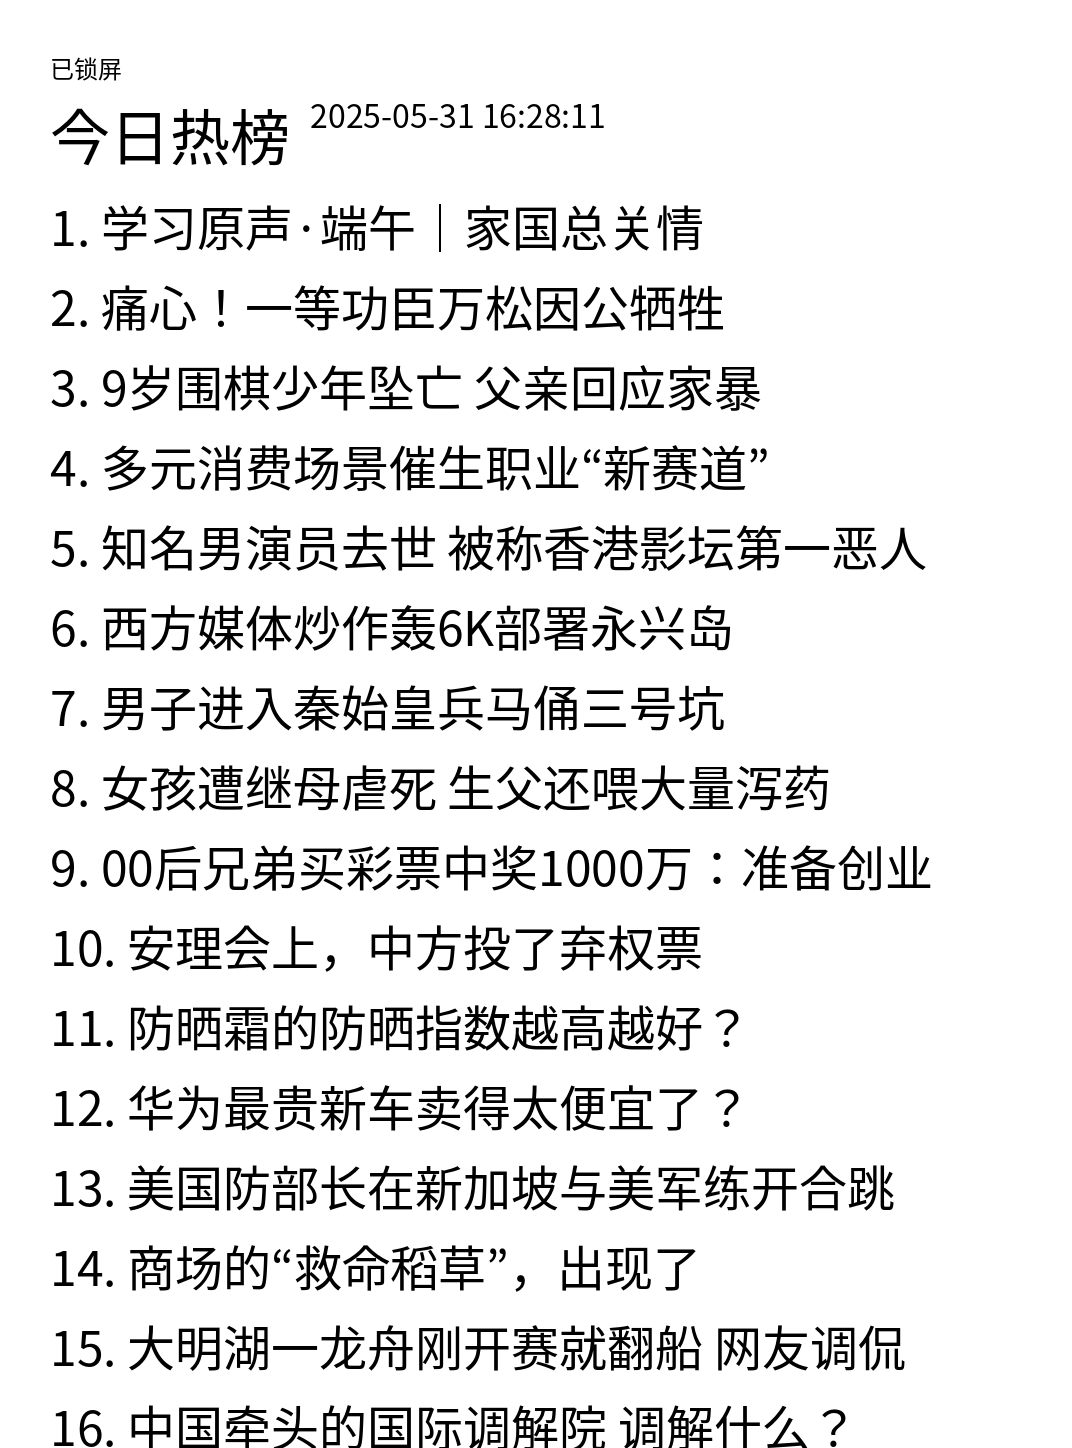 已锁屏
今日热榜 2025-05-31 16:28:11
1. 学习原声·端午｜家国总关情
2. 痛心！一等功臣万松因公牺牲
3. 9岁围棋少年坠亡 父亲回应家暴
4. 多元消费场景催生职业“新赛道”
5. 知名男演员去世 被称香港影坛第一恶人
6. 西方媒体炒作轰6K部署永兴岛
7. 男子进入秦始皇兵马俑三号坑
8. 女孩遭继母虐死 生父还喂大量泻药
9. 00后兄弟买彩票中奖1000万：准备创业
10. 安理会上，中方投了弃权票
11. 防晒霜的防晒指数越高越好？
12. 华为最贵新车卖得太便宜了？
13. 美国防部长在新加坡与美军练开合跳
14. 商场的“救命稻草”，出现了
15. 大明湖一龙舟刚开赛就翻船 网友调侃
16. 中国牵头的国际调解院 调解什么？